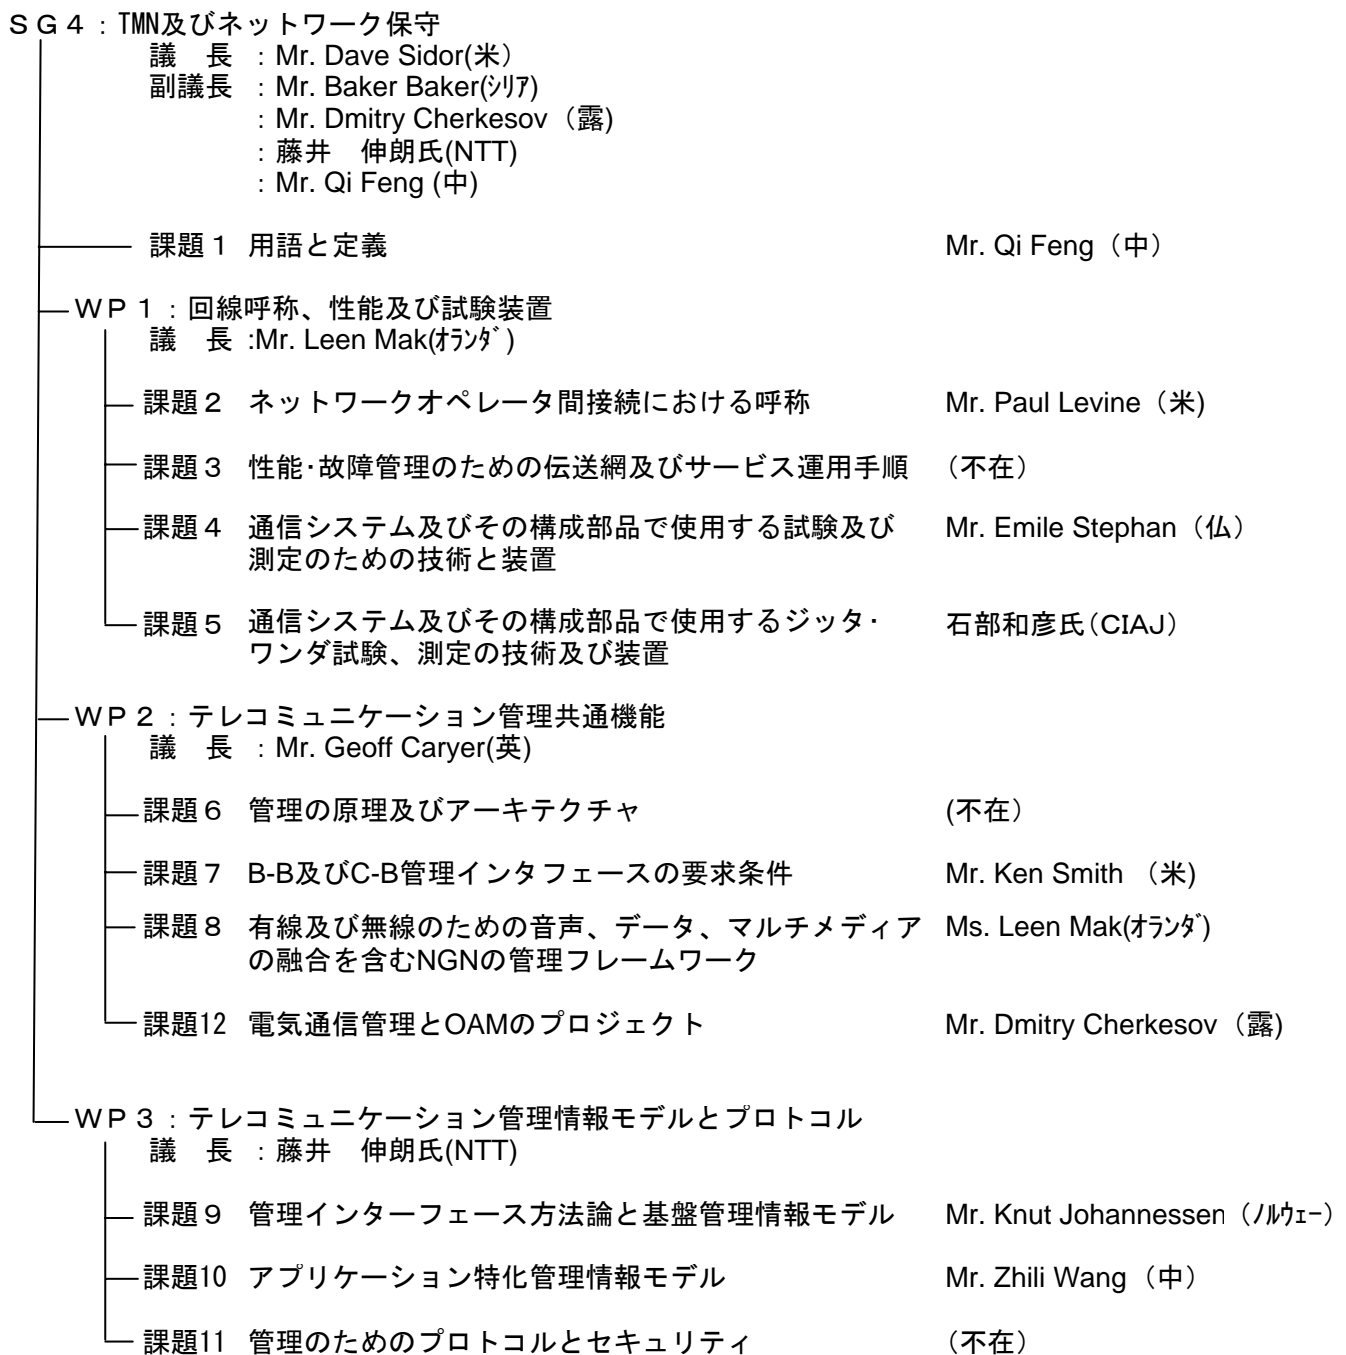 ＳＧ４：TMN及びネットワーク保守
議　長　：Mr. Dave Sidor(米）
副議長　：Mr. Baker Baker(ｼﾘｱ)
：Mr. Dmitry Cherkesov（露)
：藤井　伸朗氏(NTT)
：Mr. Qi Feng (中)
課題１　用語と定義　Mr. Qi Feng（中）
ＷＰ１：回線呼称、性能及び試験装置
議　長 :Mr. Leen Mak(ｵﾗﾝﾀﾞ)
課題２　ネットワークオペレータ間接続における呼称　Mr. Paul Levine（米)
課題３　性能･故障管理のための伝送網及びサービス運用手順　（不在）
課題４　通信システム及びその構成部品で使用する試験及び　Mr. Emile Stephan（仏）
測定のための技術と装置
課題５　通信システム及びその構成部品で使用するジッタ･　石部和彦氏（CIAJ）
ワンダ試験、測定の技術及び装置
ＷＰ２：テレコミュニケーション管理共通機能
議　長　：Mr. Geoff Caryer(英)
課題６　管理の原理及びアーキテクチャ　(不在）
課題７　B-B及びC-B管理インタフェースの要求条件　Mr. Ken Smith （米)
課題８　有線及び無線のための音声、データ、マルチメディア　Ms. Leen Mak(ｵﾗﾝﾀﾞ)
の融合を含むNGNの管理フレームワーク
課題12　電気通信管理とOAMのプロジェクト　Mr. Dmitry Cherkesov（露)
ＷＰ３：テレコミュニケーション管理情報モデルとプロトコル
議　長　：藤井　伸朗氏(NTT)
課題９　管理インターフェース方法論と基盤管理情報モデル　Mr. Knut Johannessen（ﾉﾙｳｪｰ）
課題10　アプリケーション特化管理情報モデル　Mr. Zhili Wang（中）
課題11　管理のためのプロトコルとセキュリティ　（不在）